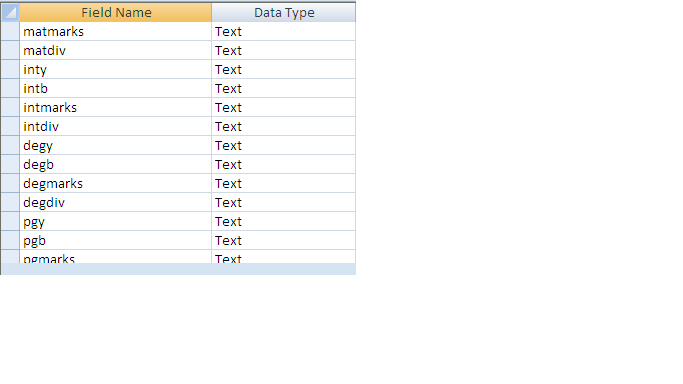 Field Name Data Type
matmarks Text
matdiv Text
inty Text
intb Text
intmarks Text
intdiv Text
degy Text
degb Text
degmarks Text
degdiv Text
pgy Text
pgb Text
pgmarks Text